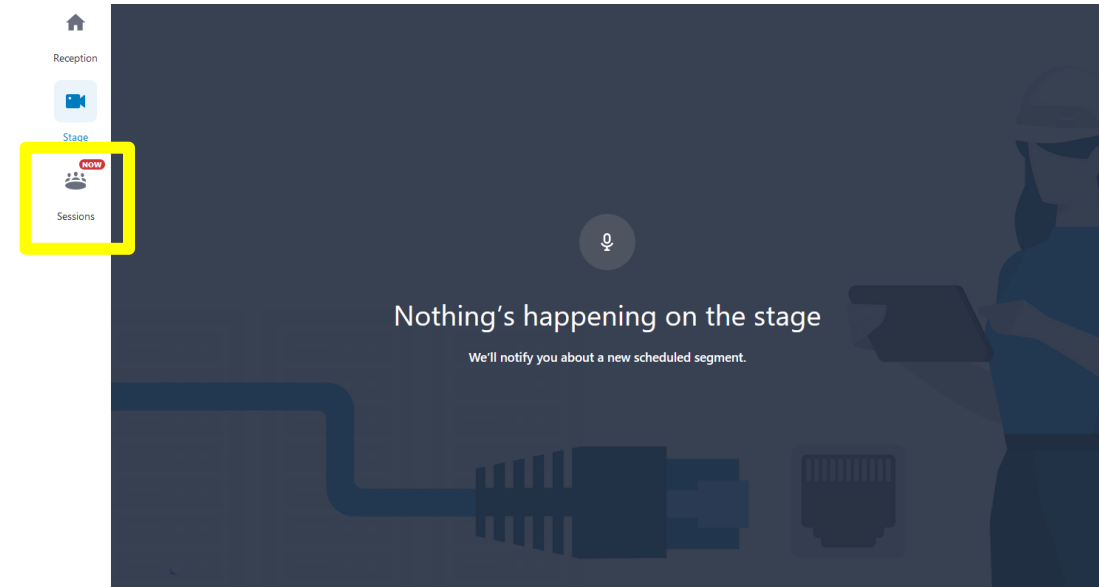 Reception
Stage
NOW
Sessions
Nothing's happening on the stage
We'll notify you about a new scheduled segment.